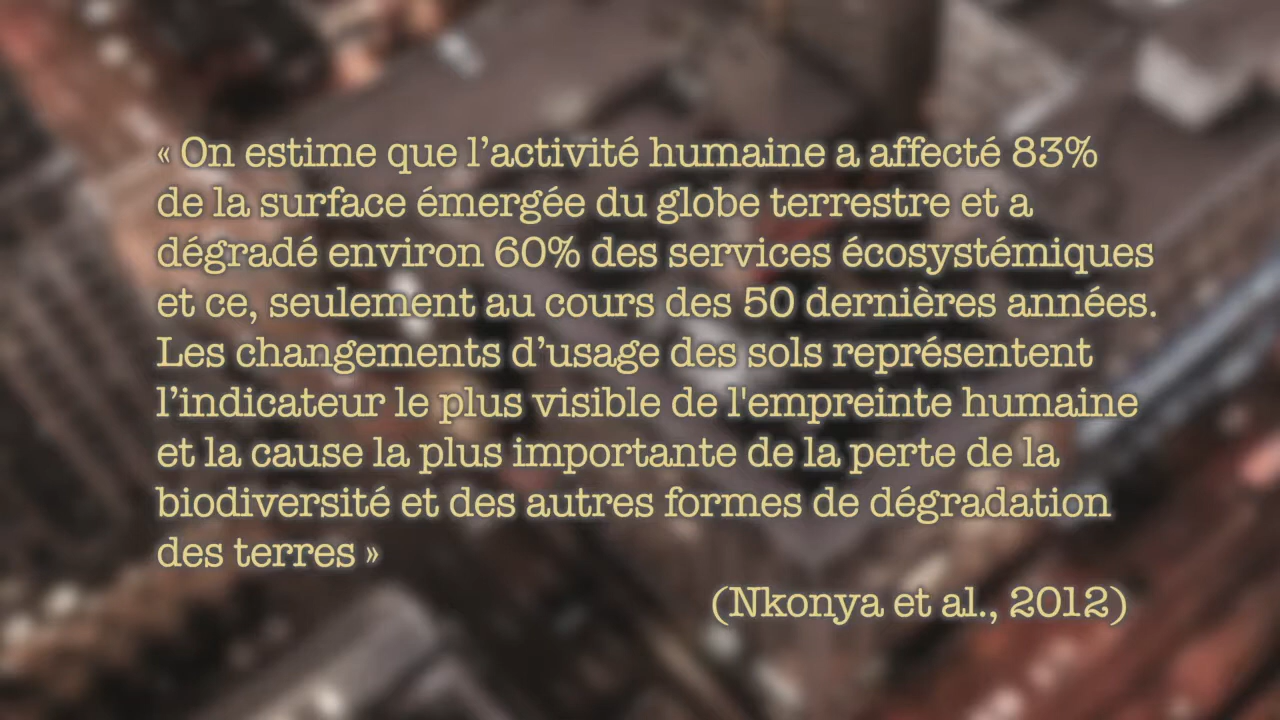 « On estime que l’activité humaine a affecté 83%
de la surface émergée du globe terrestre et a
dégradé environ 60% des services écosystémiques
et ce, seulement au cours des 50 dernières années.
Les changements d’usage des sols représentent
l’indicateur le plus visible de l'empreinte humaine
et la cause la plus importante de la perte de la
biodiversité et des autres formes de dégradation
des terres »
(Nkonya et al., 2012)